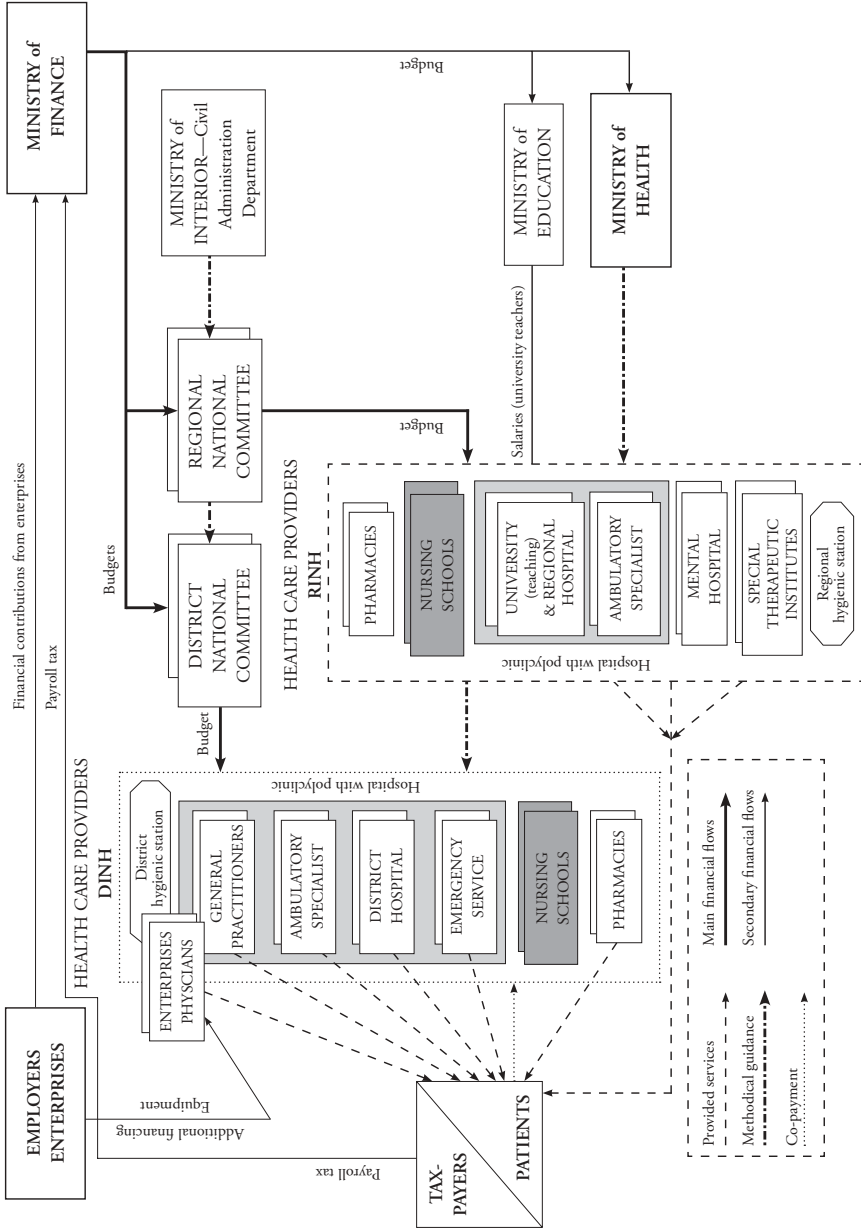 Financial contributions from enterprises
Payroll tax
EMPLOYERS
ENTERPRISES
MINISTRY of
FINANCE
Additional financing
Equipment
Payroll tax
TAX-
PAYERS
PATIENTS
HEALTH CARE PROVIDERS
DINH
District
hygienic station
ENTERPRISES
PHYSCIANS
GENERAL
PRACTITIONERS
AMBULATORY
SPECIALIST
DISTRICT
HOSPITAL
EMERGENCY
SERVICE
NURSING
SCHOOLS
PHARMACIES
Hospital with polyclinic
Budgets
Budget
DISTRICT
NATIONAL
COMMITTEE
REGIONAL
NATIONAL
COMMITTEE
MINISTRY of
INTERIOR—Civil
Administration
Department
Budget
HEALTH CARE PROVIDERS
RINH
PHARMACIES
NURSING
SCHOOLS
UNIVERSITY
(teaching)
& REGIONAL
HOSPITAL
AMBULATORY
SPECIALIST
Hospital with polyclinic
MENTAL
HOSPITAL
SPECIAL
THERAPEUTIC
INSTITUTES
Regional
hygienic station
Salaries (university teachers)
Budget
MINISTRY of
EDUCATION
MINISTRY of
HEALTH
Provided services
Methodical guidance
Co-payment
Main financial flows
Secondary financial flows